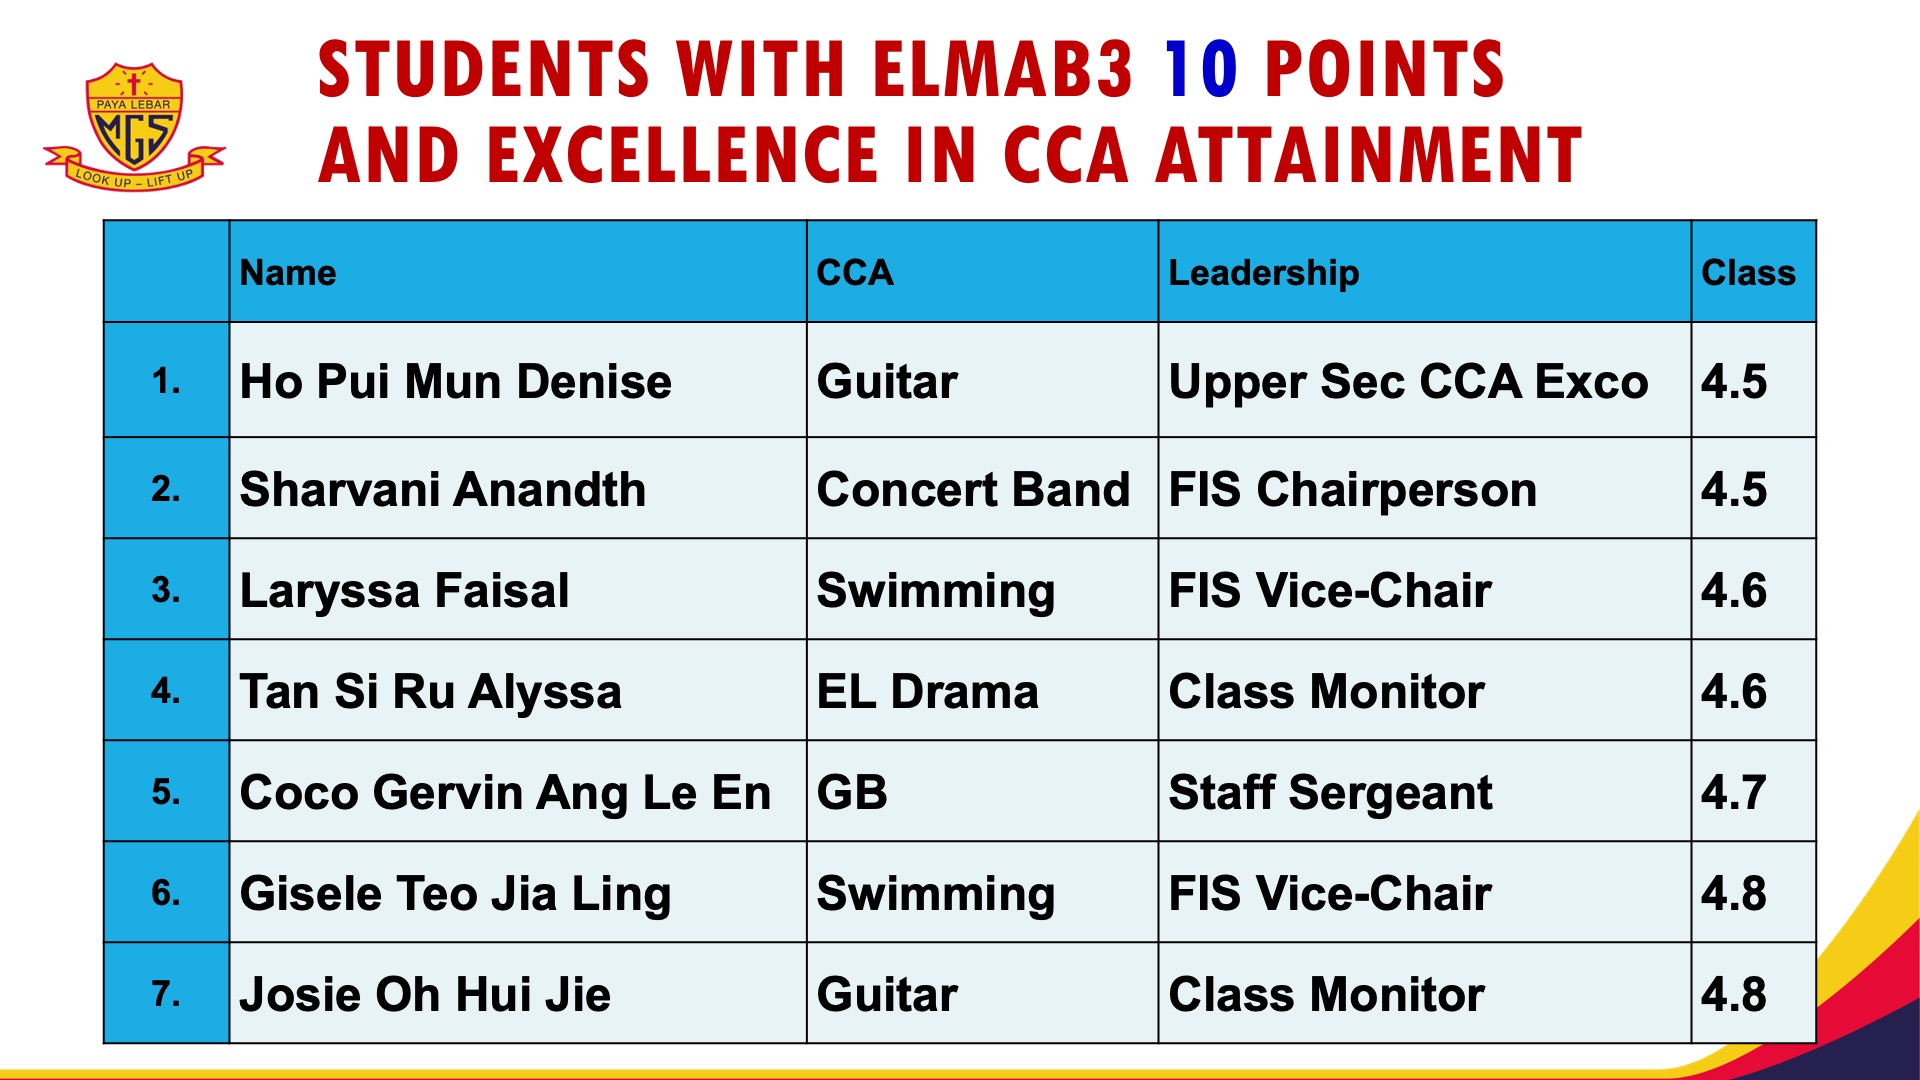 STUDENTS WITH ELMAB3 10 POINTS
AND EXCELLENCE IN CCA ATTAINMENT
PAYA LEBAR
MGS
LOOK UP – LIFT UP
Name CCA Leadership Class
1. Ho Pui Mun Denise Guitar Upper Sec CCA Exco 4.5
2. Sharvani Anandth Concert Band FIS Chairperson 4.5
3. Laryssa Faisal Swimming FIS Vice-Chair 4.6
4. Tan Si Ru Alyssa EL Drama Class Monitor 4.6
5. Coco Gervin Ang Le En GB Staff Sergeant 4.7
6. Gisele Teo Jia Ling Swimming FIS Vice-Chair 4.8
7. Josie Oh Hui Jie Guitar Class Monitor 4.8